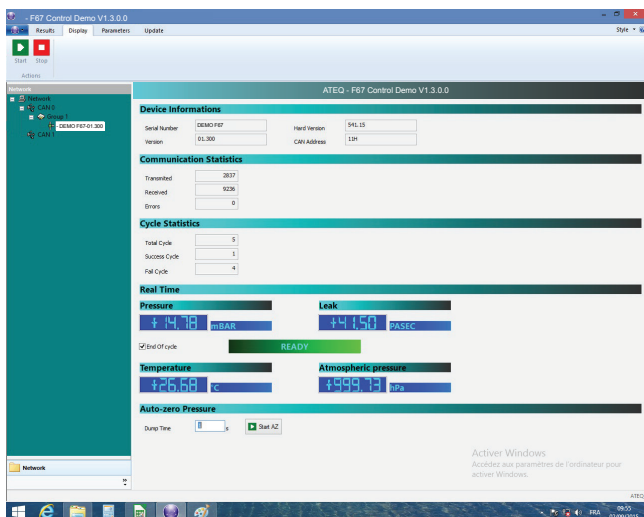 - F67 Control Demo V1.3.0.0
Results Display Parameters Update Style
Start Stop
Actions
Network
ATEQ - F67 Control Demo V1.3.0.0
Network
CAN 0
Group 1
- DEMO F67-01.300
CAN 1
Device Informations
Serial Number DEMO F67 Hard Version 541.15
Version 01.300 CAN Address 11H
Communication Statistics
Transmited 2837
Received 9236
Errors 0
Cycle Statistics
Total Cycle 5
Success Cycle 1
Fail Cycle 4
Real Time
Pressure Leak
+14.78 mBAR +41.50 PASEC
End Of cycle READY
Temperature Atmospheric pressure
+26.68 °C +999.73 hPa
Auto-zero Pressure
Dump Time 1 s Start AZ
Activer Windows
Accédez aux paramètres de l'ordinateur pour
activer Windows.
Network
ATEQ
FRA 09:55
02/09/2015